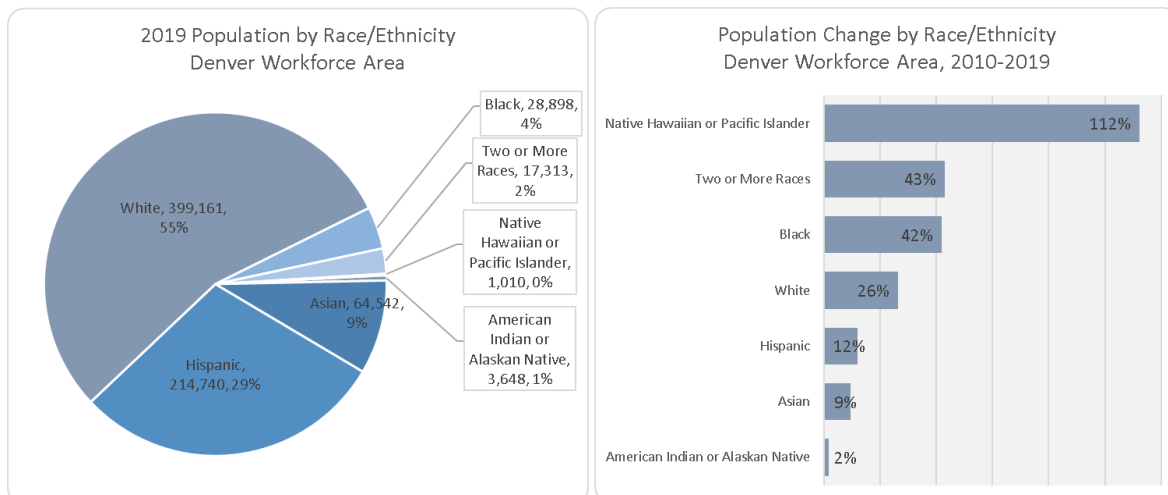 2019 Population by Race/Ethnicity
Denver Workforce Area
Black, 28,898,
4%
Two or More
Races, 17,313,
2%
White, 399,161,
55%
Native
Hawaiian or
Pacific Islander,
1,010, 0%
Asian, 64,542,
9%
American
Indian or
Alaskan Native,
3,648, 1%
Hispanic,
214,740, 29%
Population Change by Race/Ethnicity
Denver Workforce Area, 2010-2019
Native Hawaiian or Pacific Islander 112%
Two or More Races 43%
Black 42%
White 26%
Hispanic 12%
Asian 9%
American Indian or Alaskan Native 2%